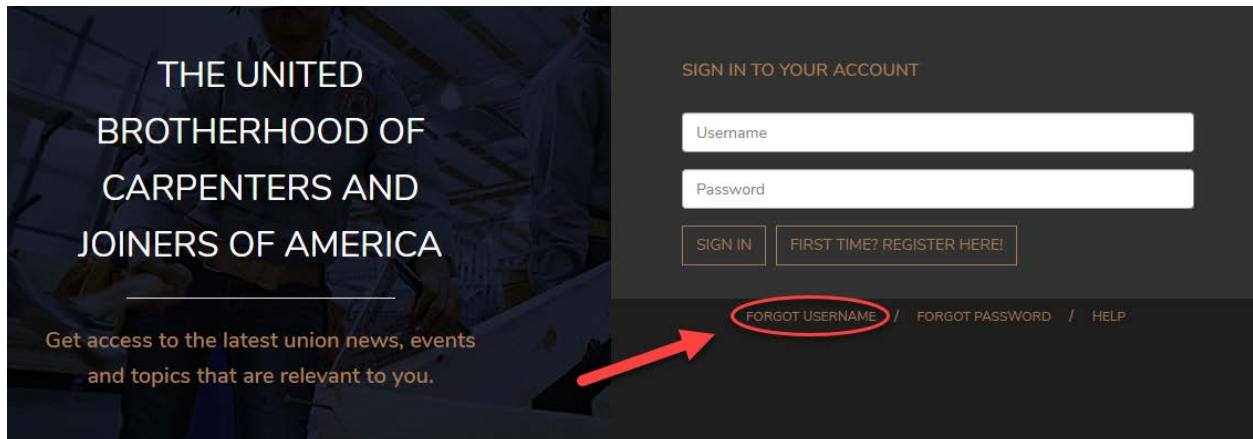 THE UNITED
BROTHERHOOD OF
CARPENTERS AND
JOINERS OF AMERICA
Get access to the latest union news, events
and topics that are relevant to you.
SIGN IN TO YOUR ACCOUNT
Username
Password
SIGN IN FIRST TIME? REGISTER HERE!
FORGOT USERNAME / FORGOT PASSWORD / HELP